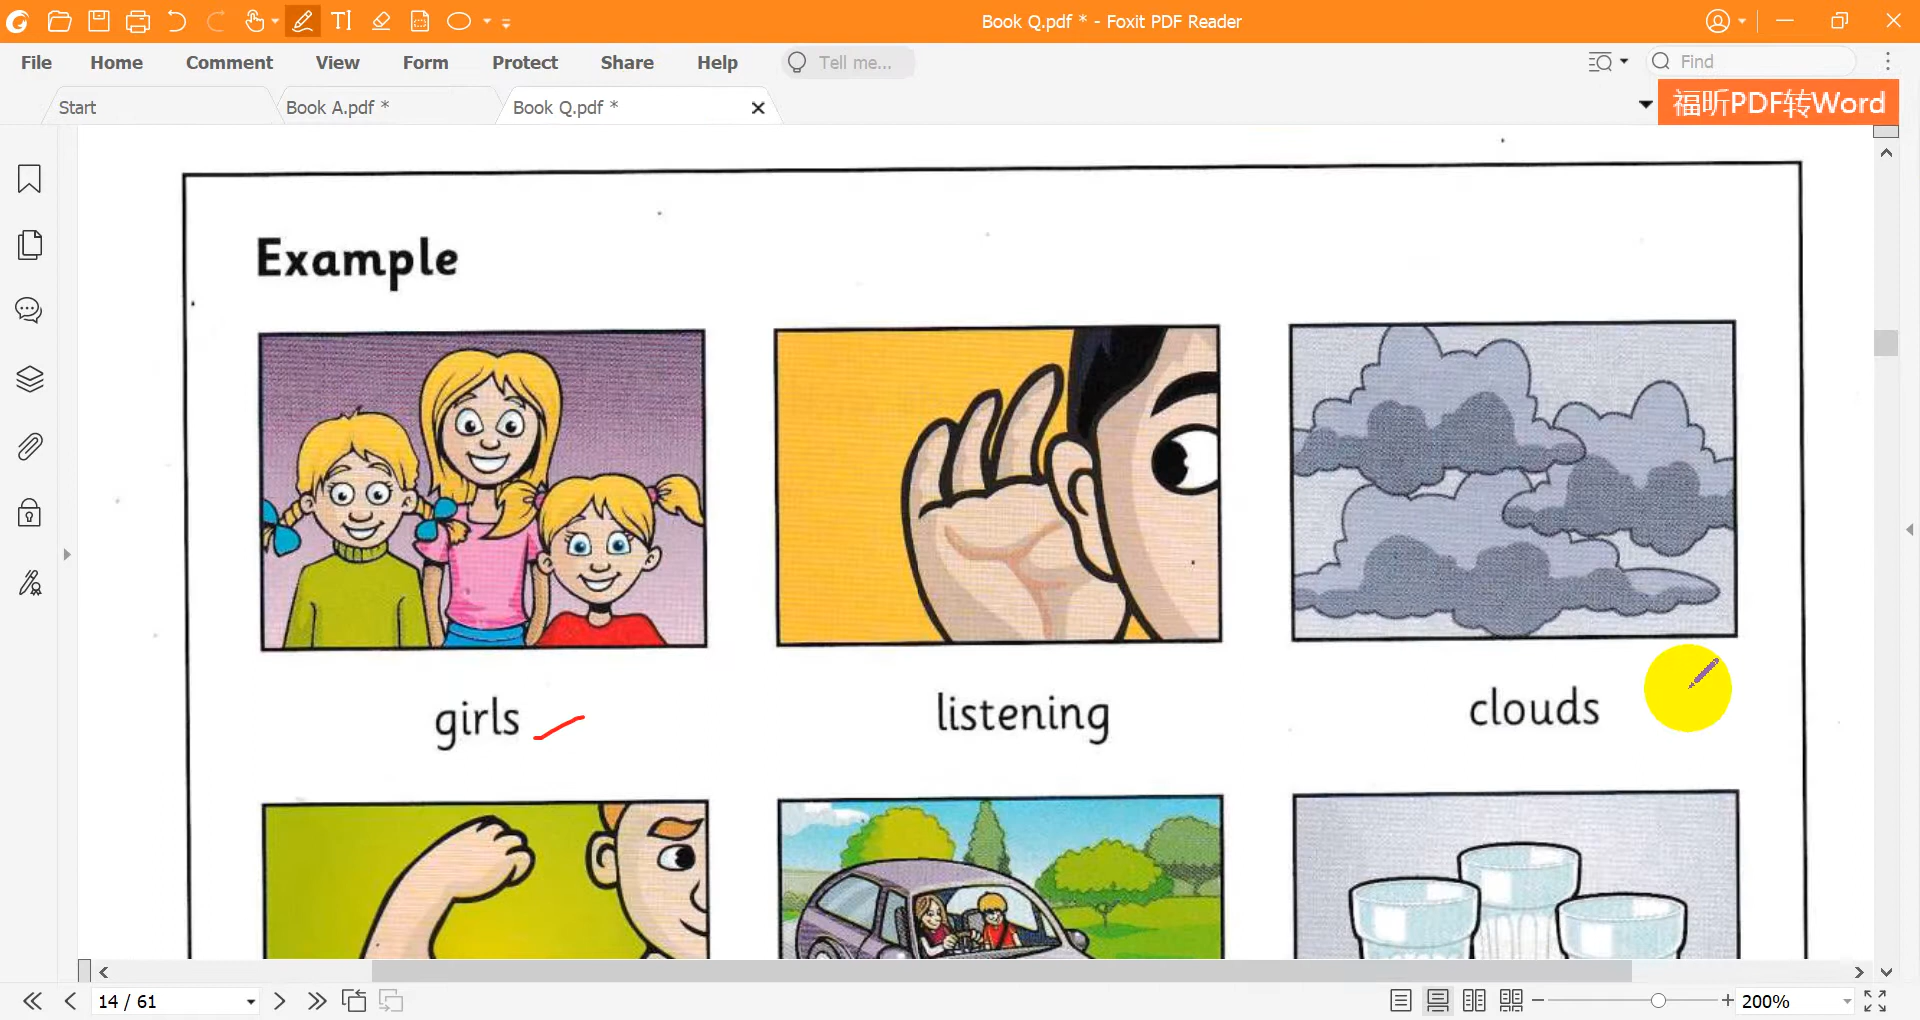 Book Q.pdf * - Foxit PDF Reader
File Home Comment View Form Protect Share Help Tell me... Find
Start Book A.pdf * Book Q.pdf * 福昕PDF转Word
Example
girls listening clouds
14 / 61 200%